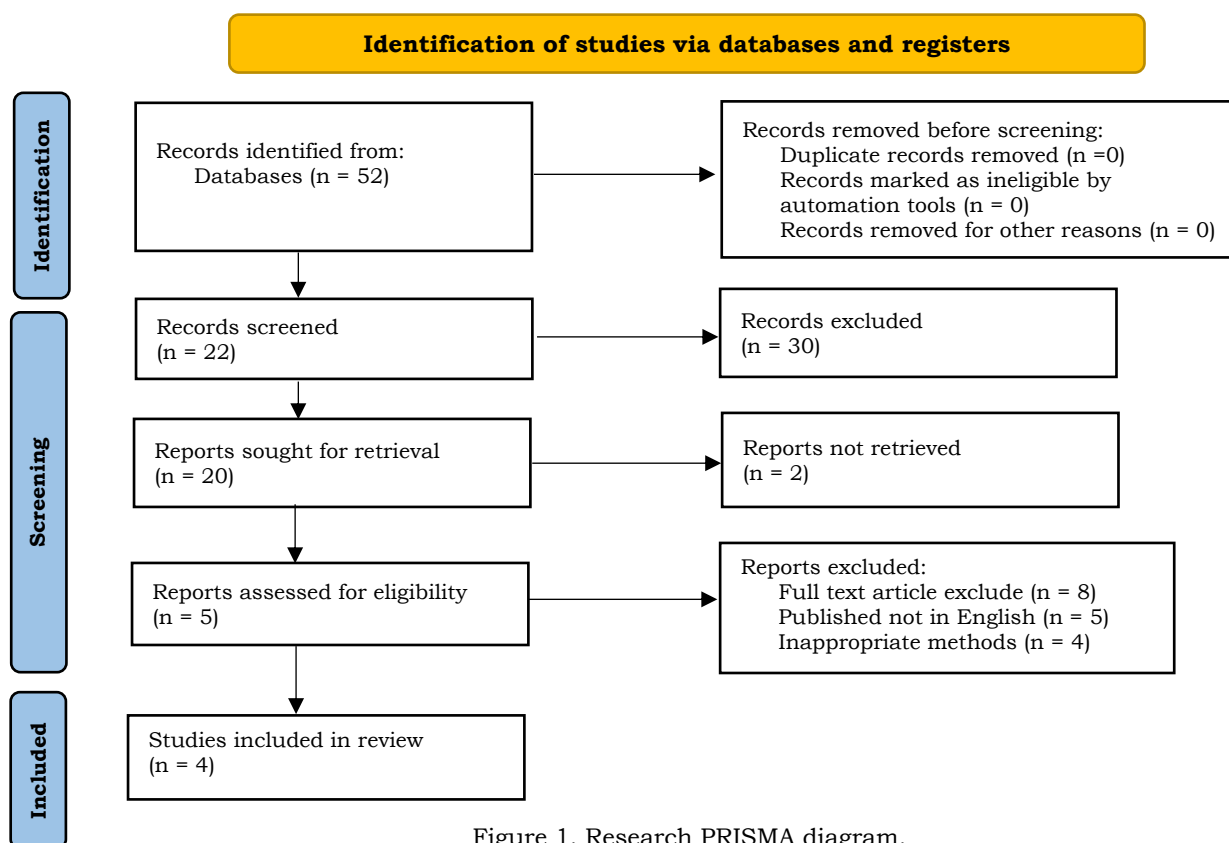 Identification of studies via databases and registers
Identification
Records identified from:
Databases (n = 52)
Records removed before screening:
Duplicate records removed (n =0)
Records marked as ineligible by
automation tools (n = 0)
Records removed for other reasons (n = 0)
Screening
Records screened
(n = 22)
Records excluded
(n = 30)
Reports sought for retrieval
(n = 20)
Reports not retrieved
(n = 2)
Reports assessed for eligibility
(n = 5)
Reports excluded:
Full text article exclude (n = 8)
Published not in English (n = 5)
Inappropriate methods (n = 4)
Included
Studies included in review
(n = 4)
Figure 1. Research PRISMA diagram.